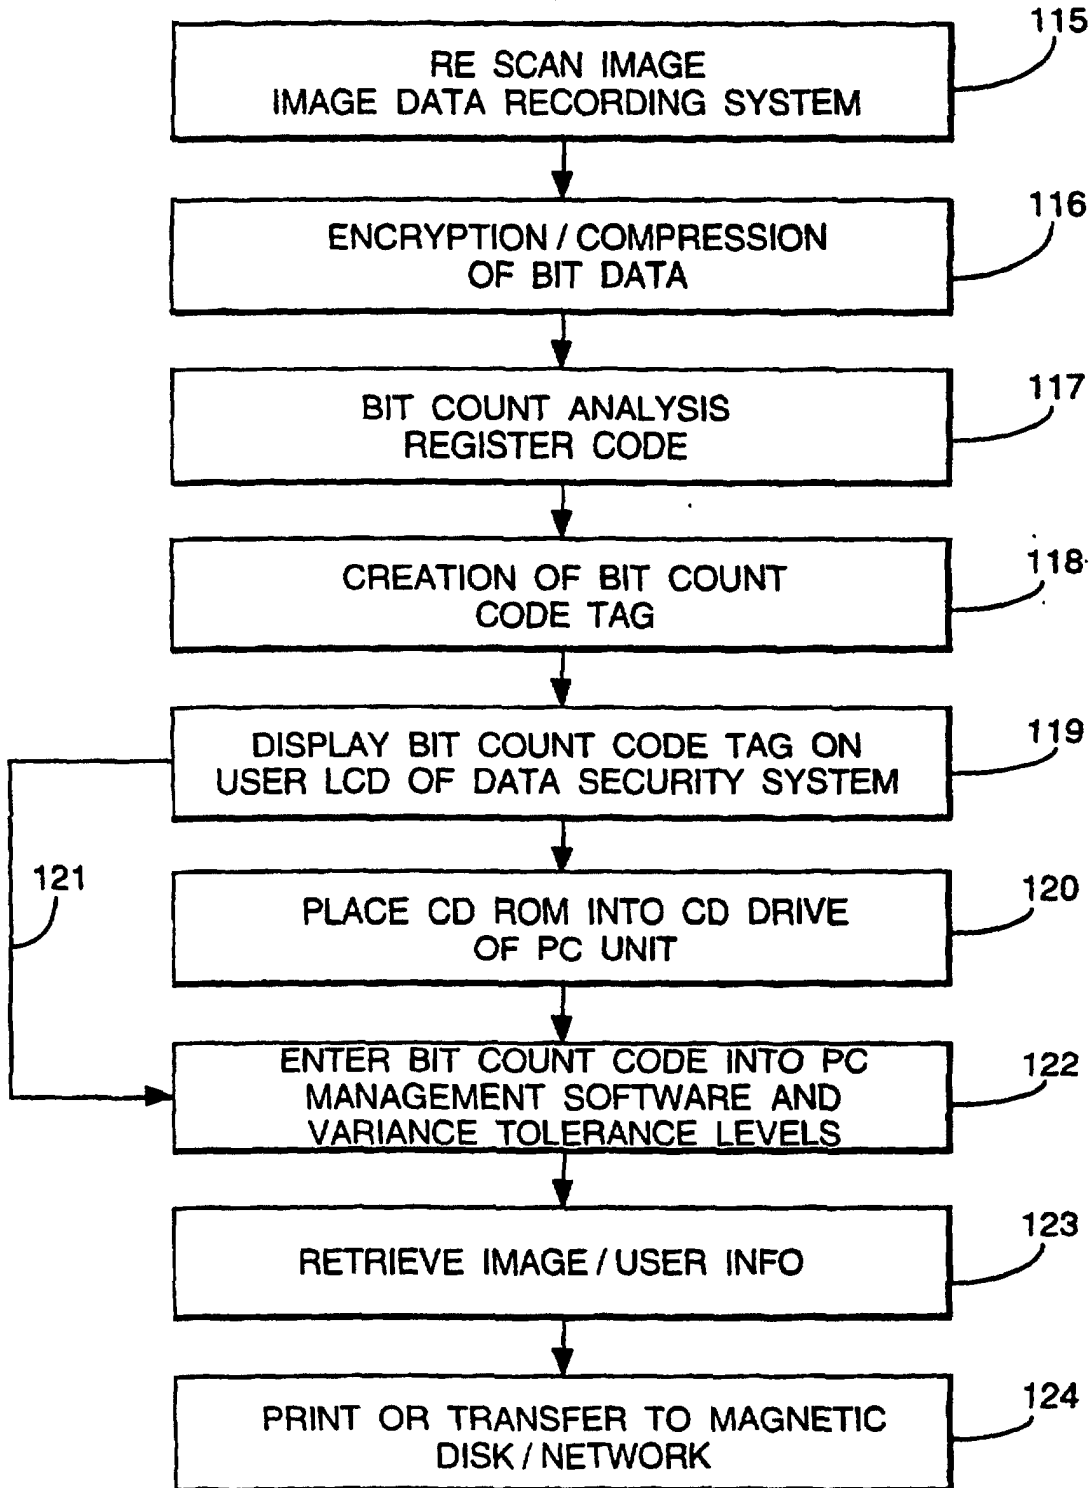 115
RE SCAN IMAGE
IMAGE DATA RECORDING SYSTEM
116
ENCRYPTION / COMPRESSION
OF BIT DATA
117
BIT COUNT ANALYSIS
REGISTER CODE
118
CREATION OF BIT COUNT
CODE TAG
119
DISPLAY BIT COUNT CODE TAG ON
USER LCD OF DATA SECURITY SYSTEM
121
120
PLACE CD ROM INTO CD DRIVE
OF PC UNIT
122
ENTER BIT COUNT CODE INTO PC
MANAGEMENT SOFTWARE AND
VARIANCE TOLERANCE LEVELS
123
RETRIEVE IMAGE / USER INFO
124
PRINT OR TRANSFER TO MAGNETIC
DISK / NETWORK